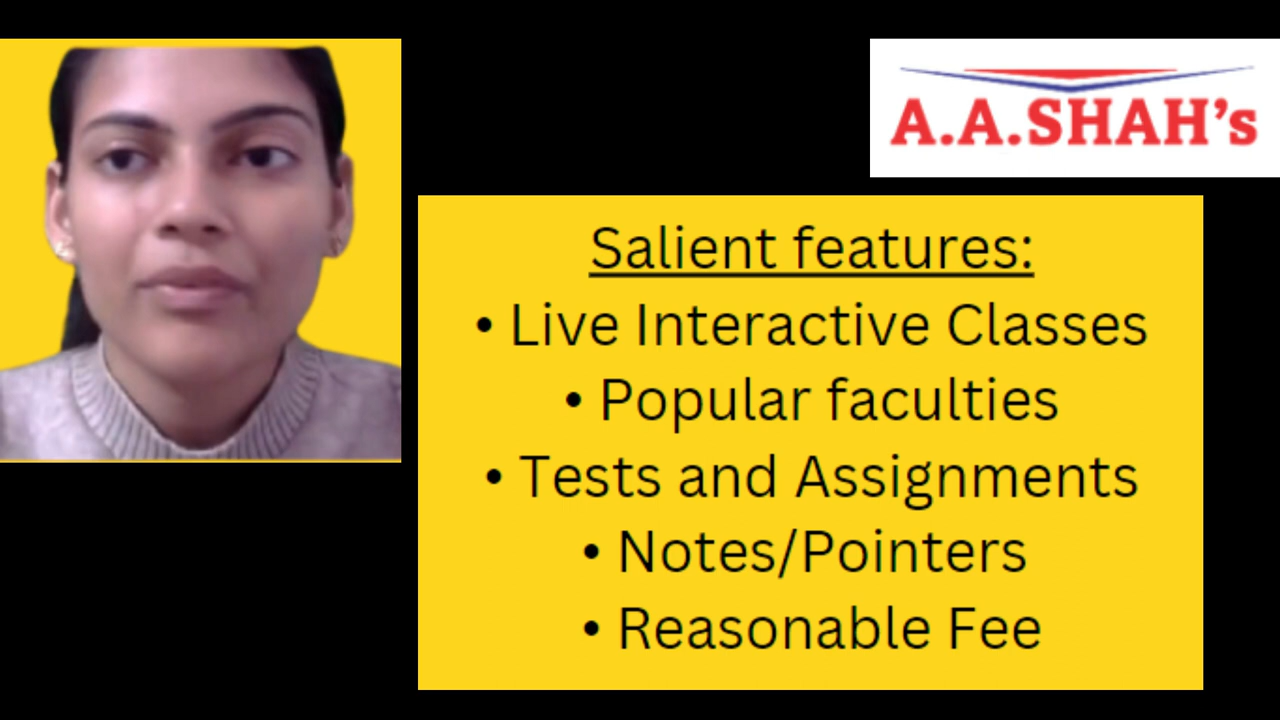 A.A.SHAH's
Salient features:
• Live Interactive Classes
• Popular faculties
• Tests and Assignments
• Notes/Pointers
• Reasonable Fee